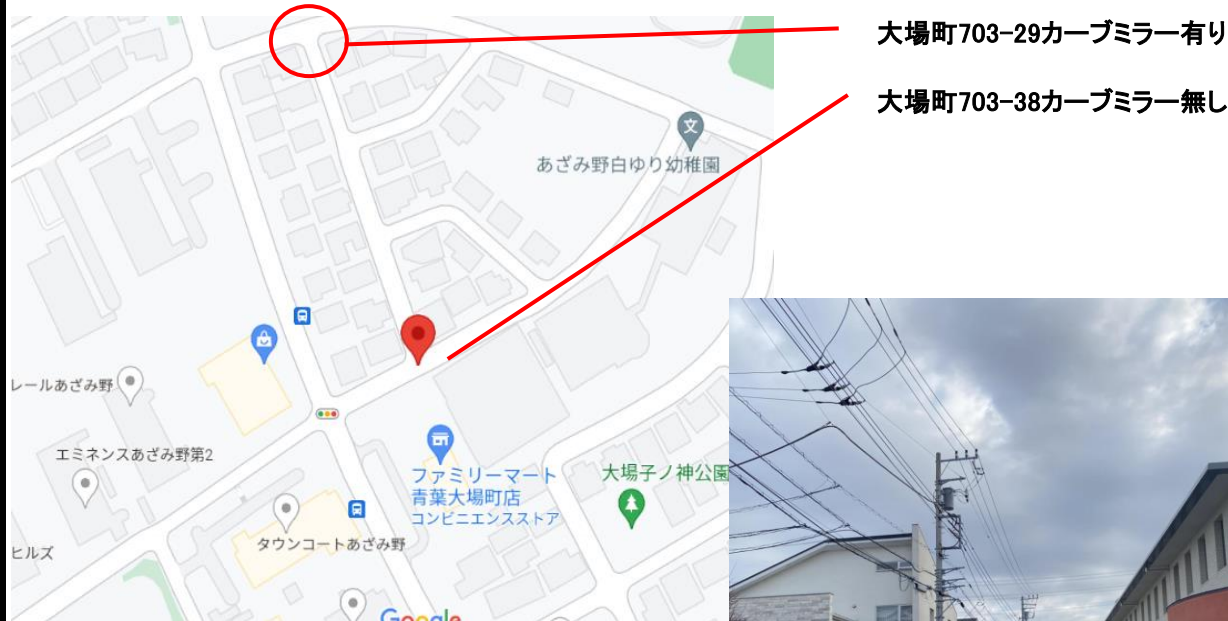 大場町703-29カーブミラー有り
大場町703-38カーブミラー無し
文
あざみ野白ゆり幼稚園
レールあざみ野
エミネンスあざみ野第2
ファミリーマート
青葉大場町店
コンビニエンスストア
大場子ノ神公園
タウンコートあざみ野
ヒルズ
Google